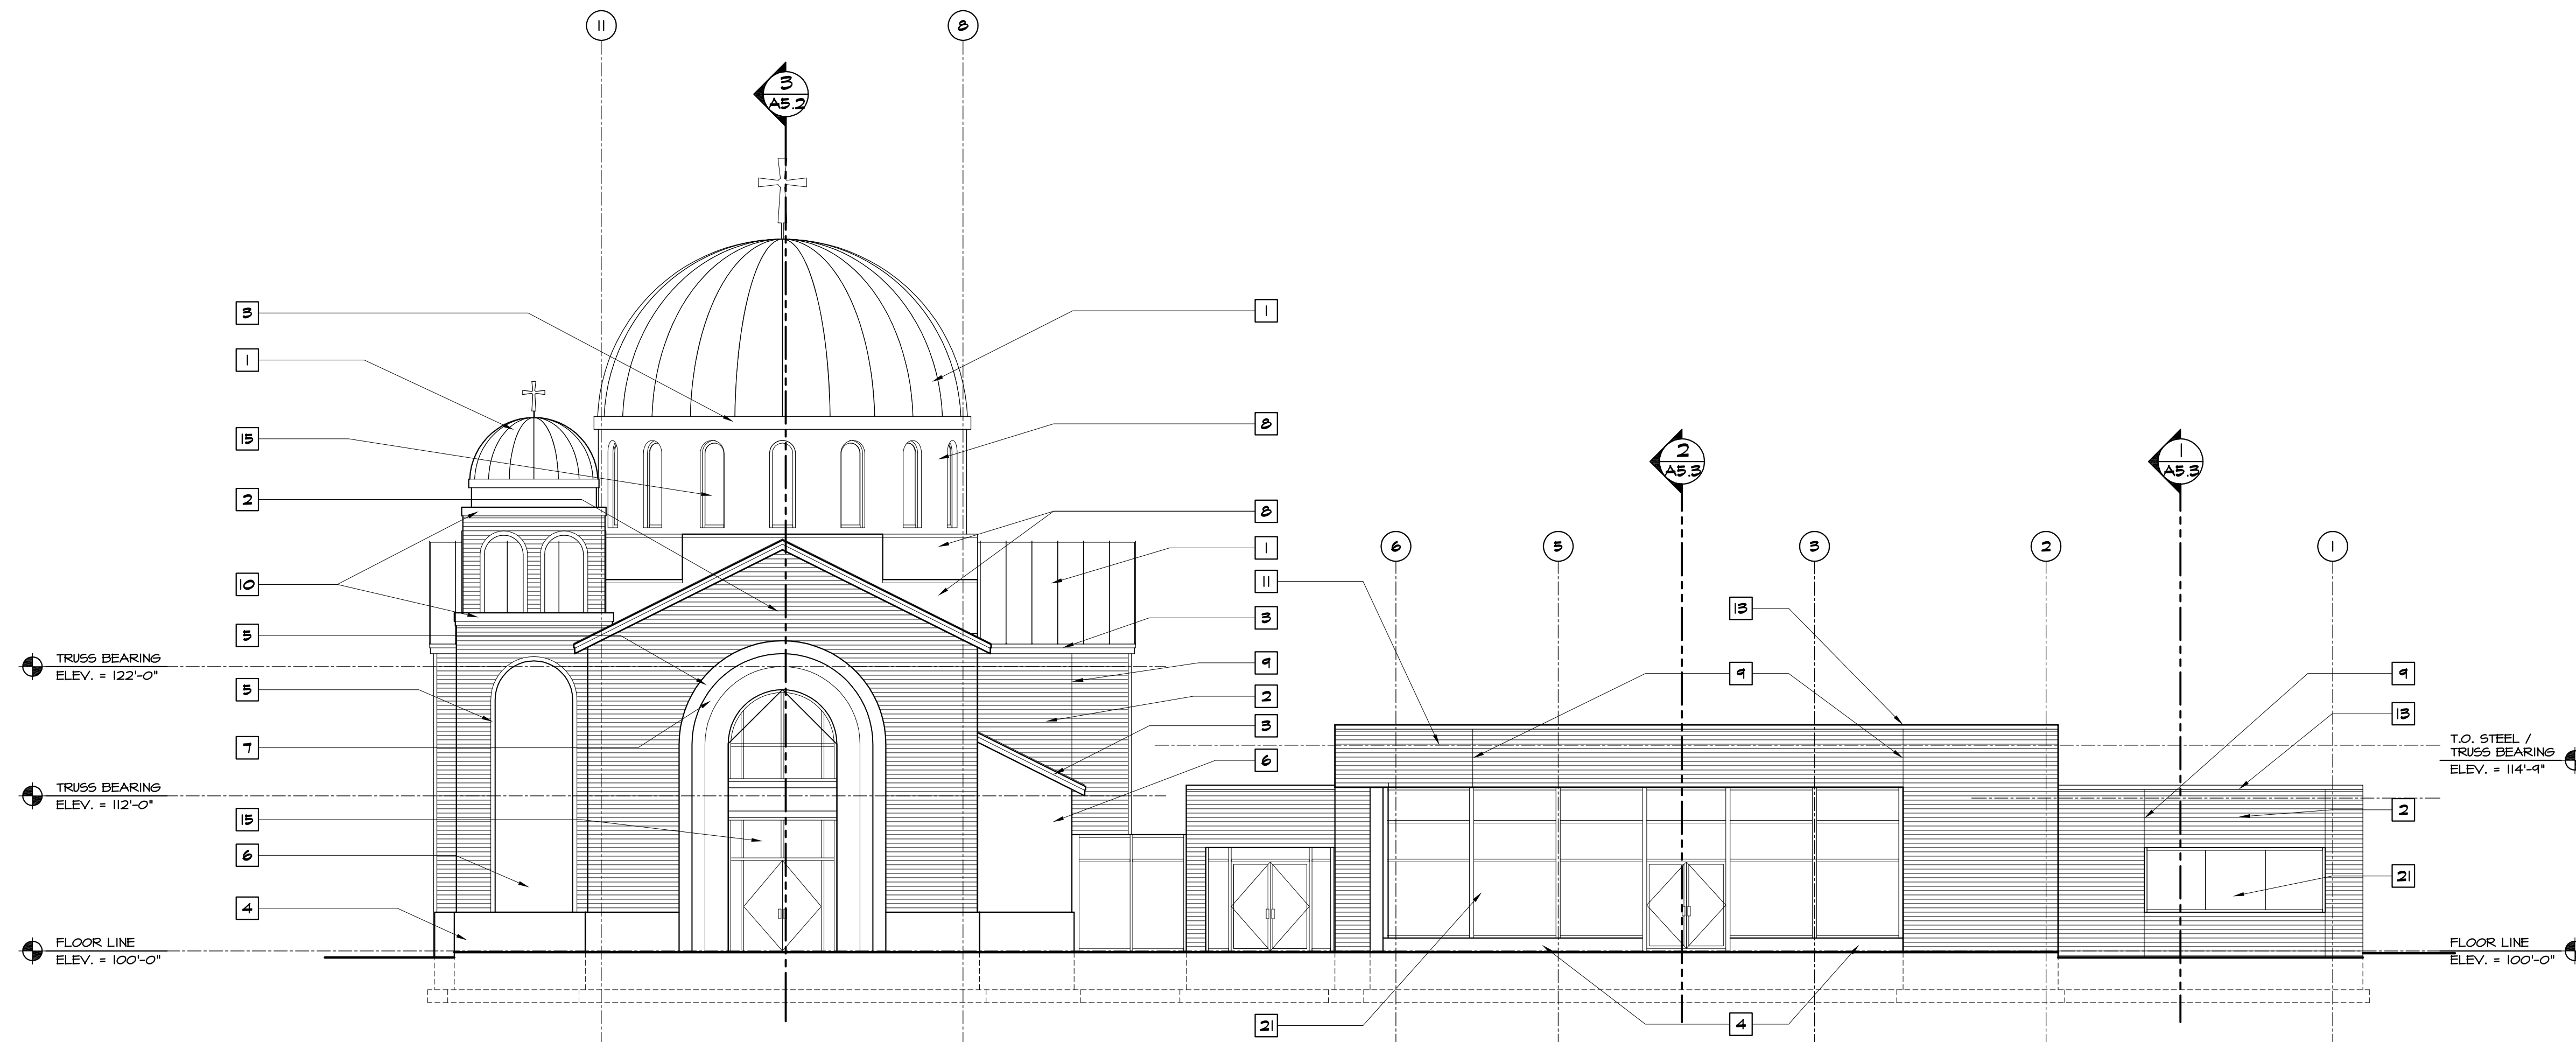 11
8
3
A5.2
3
1
1
8
15
2
A5.3
1
A5.3
2
8
6
5
3
2
1
1
11
10
13
3
5
TRUSS BEARING
ELEV. = 122'-0"
9
9
9
5
2
13
3
7
T.O. STEEL /
TRUSS BEARING
ELEV. = 114'-9"
6
TRUSS BEARING
ELEV. = 112'-0"
2
15
6
21
4
FLOOR LINE
ELEV. = 100'-0"
FLOOR LINE
ELEV. = 100'-0"
21
4